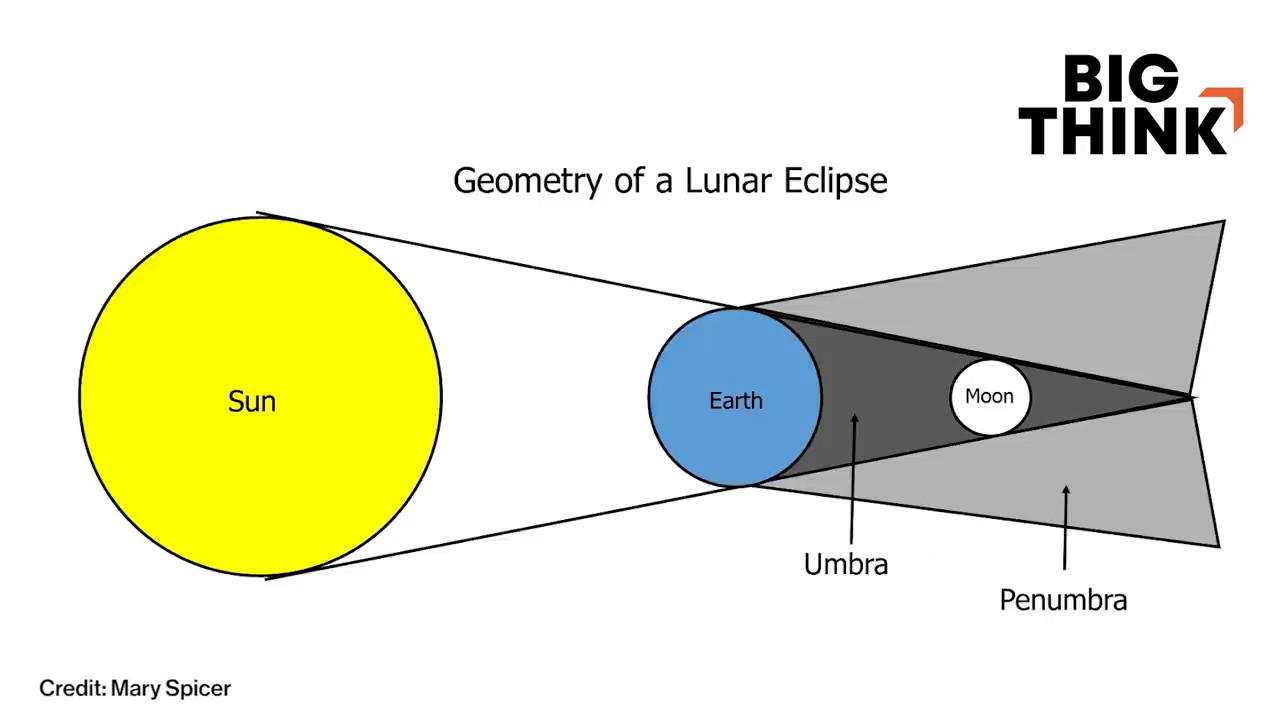 BIG
THINK
Geometry of a Lunar Eclipse
Sun
Earth
Moon
Umbra
Penumbra
Credit: Mary Spicer